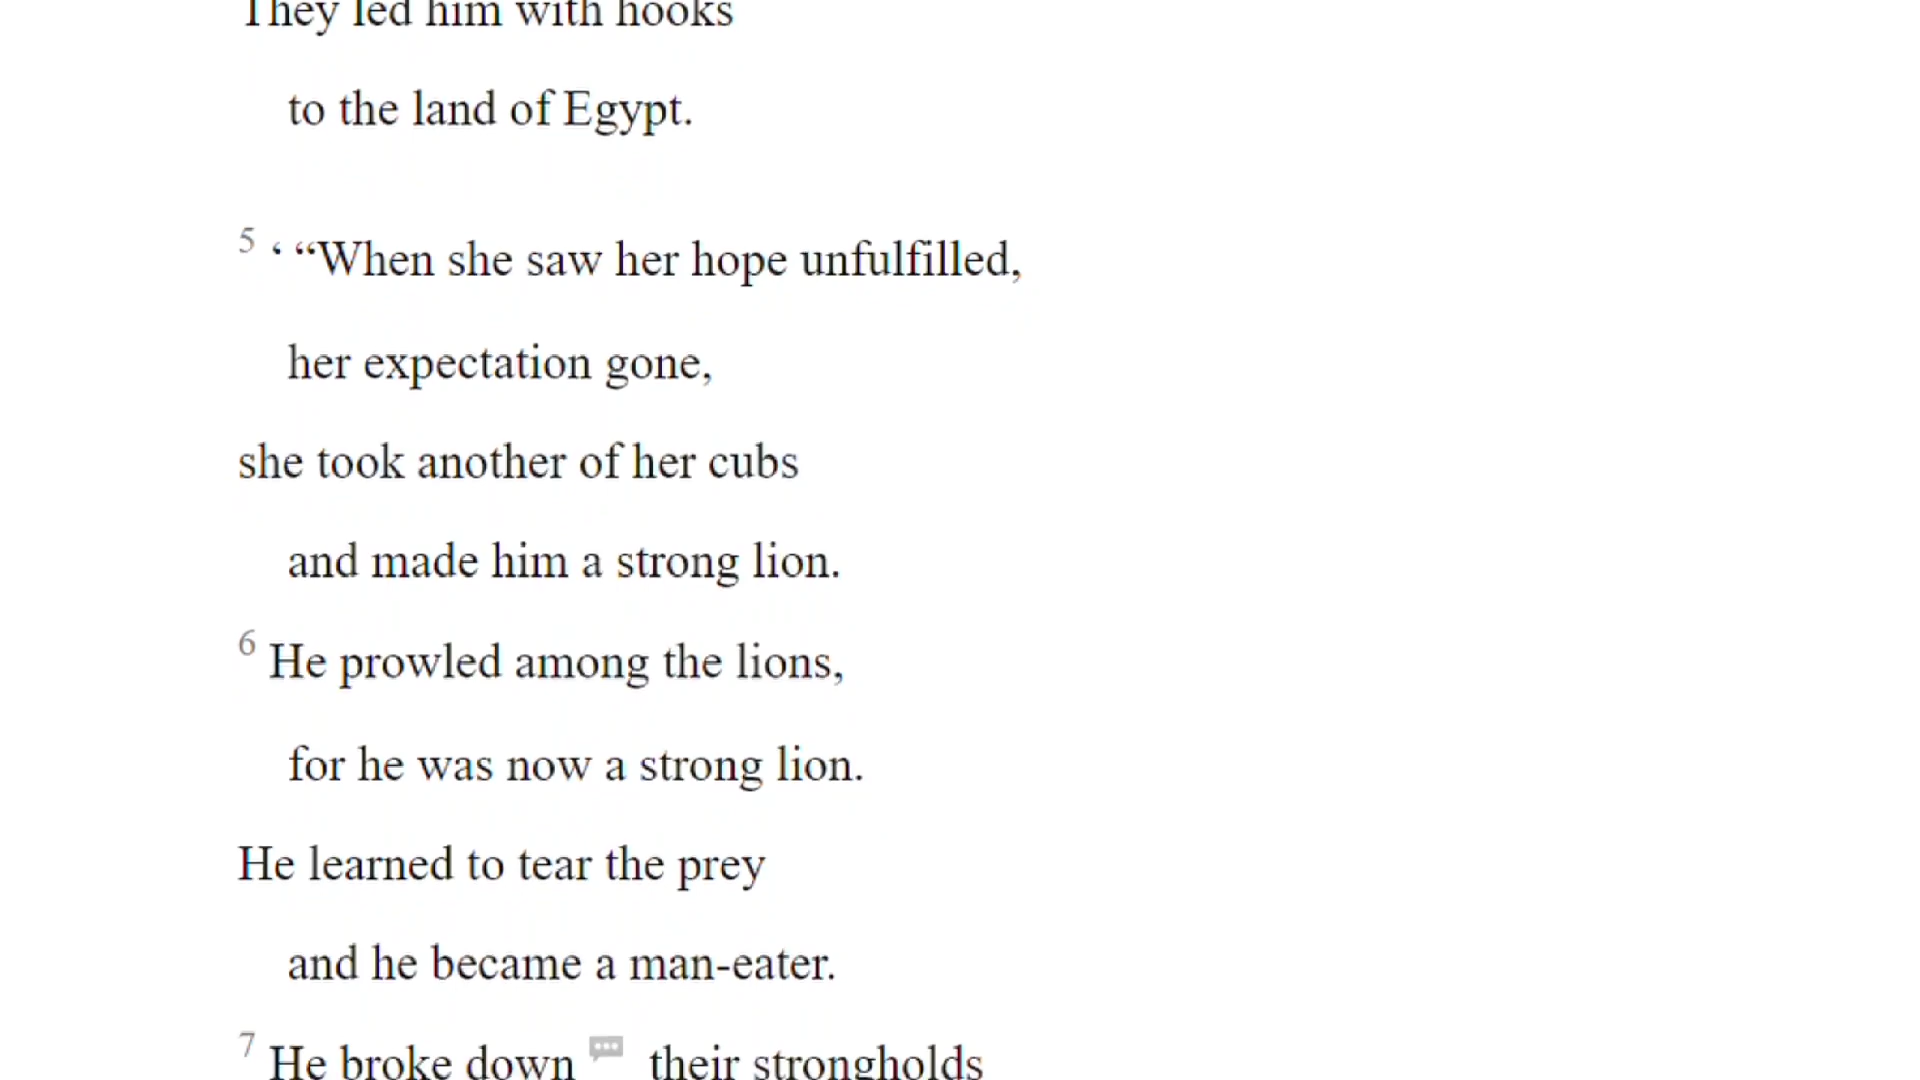 They led him with hooks
to the land of Egypt.
5 ‘ “When she saw her hope unfulfilled,
her expectation gone,
she took another of her cubs
and made him a strong lion.
6 He prowled among the lions,
for he was now a strong lion.
He learned to tear the prey
and he became a man-eater.
7 He broke down their strongholds